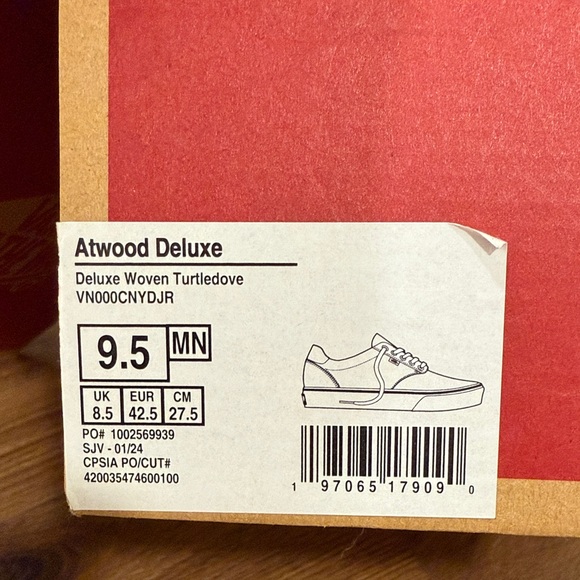 Atwood Deluxe
Deluxe Woven Turtledove
VN000CNYDJR
9.5 MN
UK EUR CM
8.5 42.5 27.5
PO# 1002569939
SJV - 01/24
CPSIA PO/CUT#
420035474600100
1 97065 17909 0